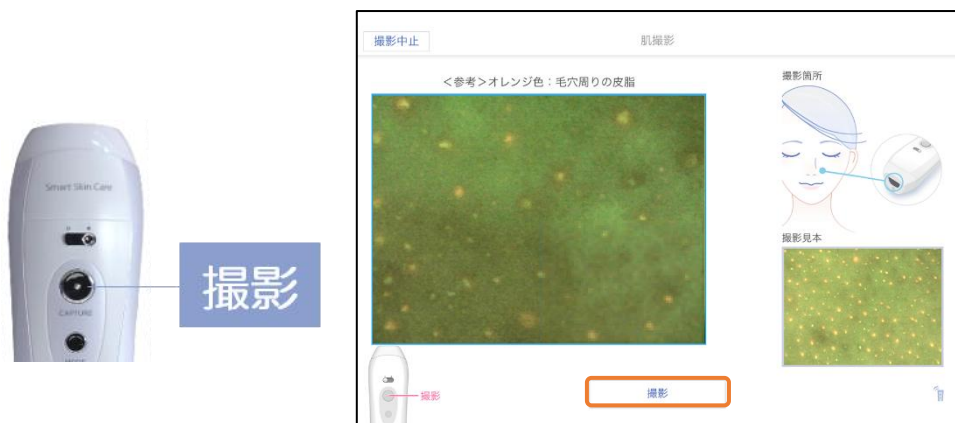 Smart Skin Care
CAPTURE
MODE
撮影
撮影中止
肌撮影
＜参考＞オレンジ色：毛穴周りの皮脂
撮影
撮影
撮影箇所
撮影見本